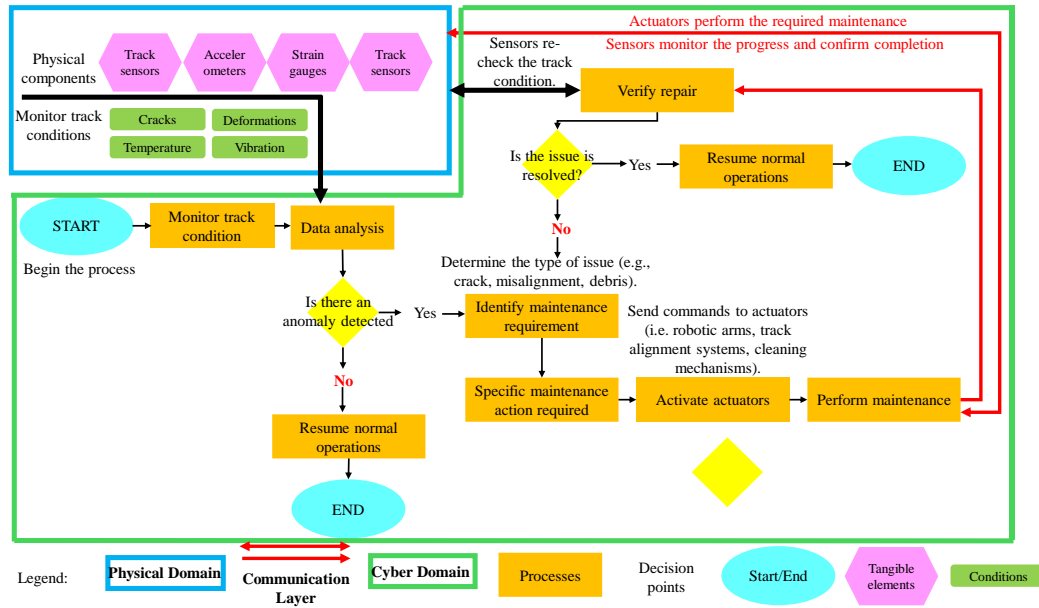 Actuators perform the required maintenance
Sensors monitor the progress and confirm completion
Physical
components
Track
sensors
Acceler
ometers
Strain
gauges
Track
sensors
Sensors re-
check the track
condition.
Verify repair
Monitor track
conditions
Cracks
Deformations
Temperature
Vibration
Is the issue is
resolved?
Yes
Resume normal
operations
END
No
START
Begin the process
Monitor track
condition
Data analysis
Determine the type of issue (e.g.,
crack, misalignment, debris).
Is there an
anomaly detected
Yes
Identify maintenance
requirement
Send commands to actuators
(i.e. robotic arms, track
alignment systems, cleaning
mechanisms).
No
Specific maintenance
action required
Activate actuators
Perform maintenance
Resume normal
operations
END
Legend:
Physical Domain
Communication
Layer
Cyber Domain
Processes
Decision
points
Start/End
Tangible
elements
Conditions